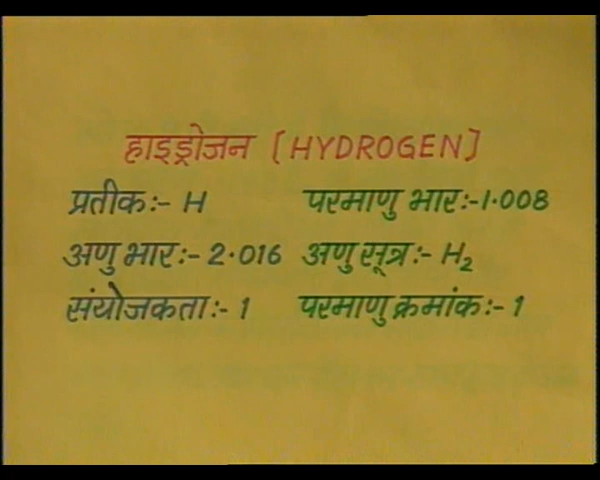 हाइड्रोजन [HYDROGEN]
प्रतीक:- H परमाणु भार:-1.008
अणु भार:- 2.016 अणु सूत्र:- H₂
संयोजकता:- 1 परमाणु क्रमांक:- 1